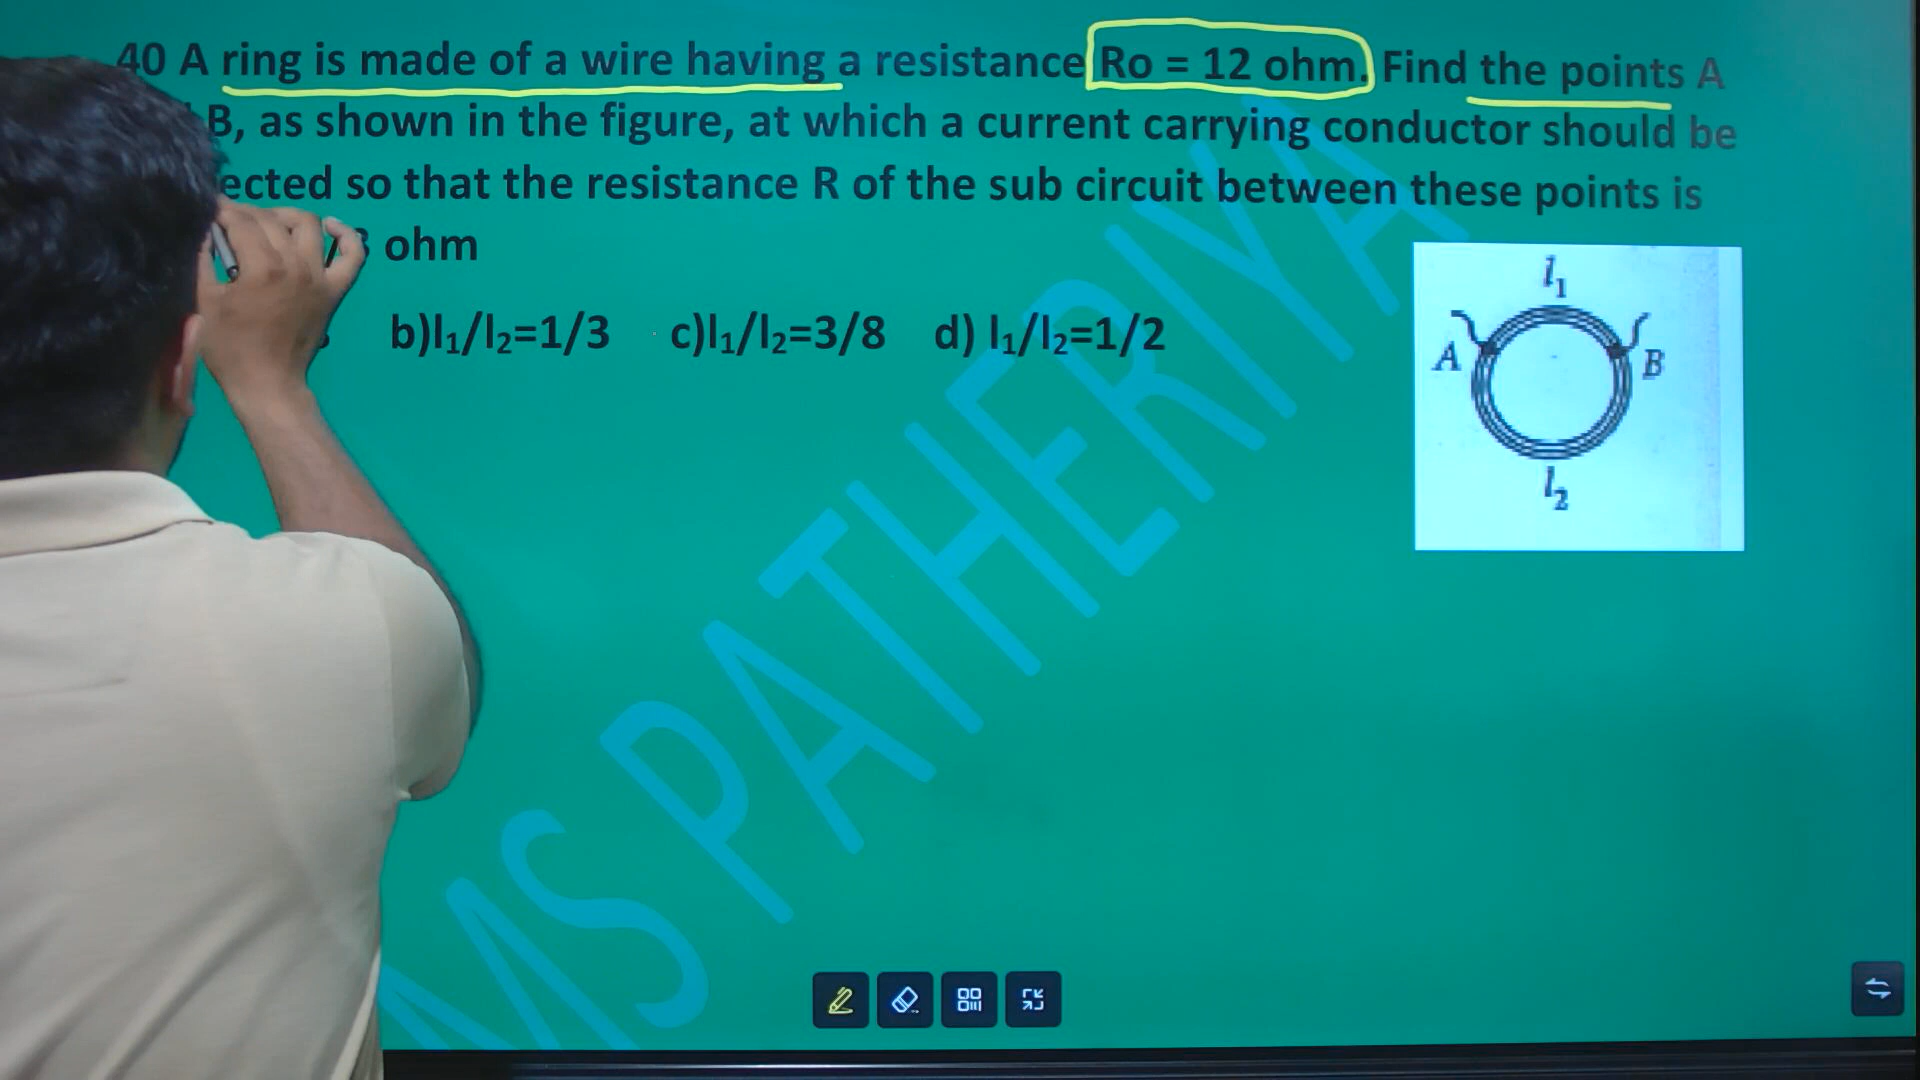 40 A ring is made of a wire having a resistance Ro = 12 ohm. Find the points A
B, as shown in the figure, at which a current carrying conductor should be
ected so that the resistance R of the sub circuit between these points is
ohm
b)l₁/l₂=1/3 c)l₁/l₂=3/8 d) l₁/l₂=1/2
l₁
A B
l₂
MS PATHERIYA